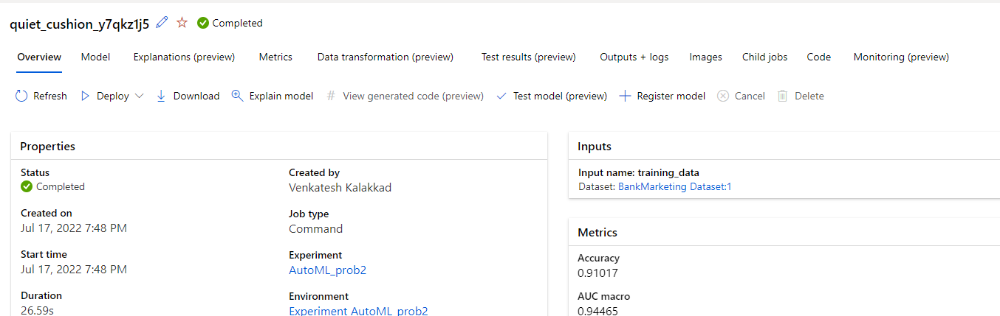 quiet_cushion_y7qkz1j5 Completed
Overview Model Explanations (preview) Metrics Data transformation (preview) Test results (preview) Outputs + logs Images Child jobs Code Monitoring (preview)
Refresh Deploy Download Explain model # View generated code (preview) Test model (preview) Register model Cancel Delete
Properties
Status
Completed
Created on
Jul 17, 2022 7:48 PM
Start time
Jul 17, 2022 7:48 PM
Duration
26.59s
Created by
Venkatesh Kalakkad
Job type
Command
Experiment
AutoML_prob2
Environment
Experiment AutoML_prob2
Inputs
Input name: training_data
Dataset: BankMarketing Dataset:1
Metrics
Accuracy
0.91017
AUC macro
0.94465